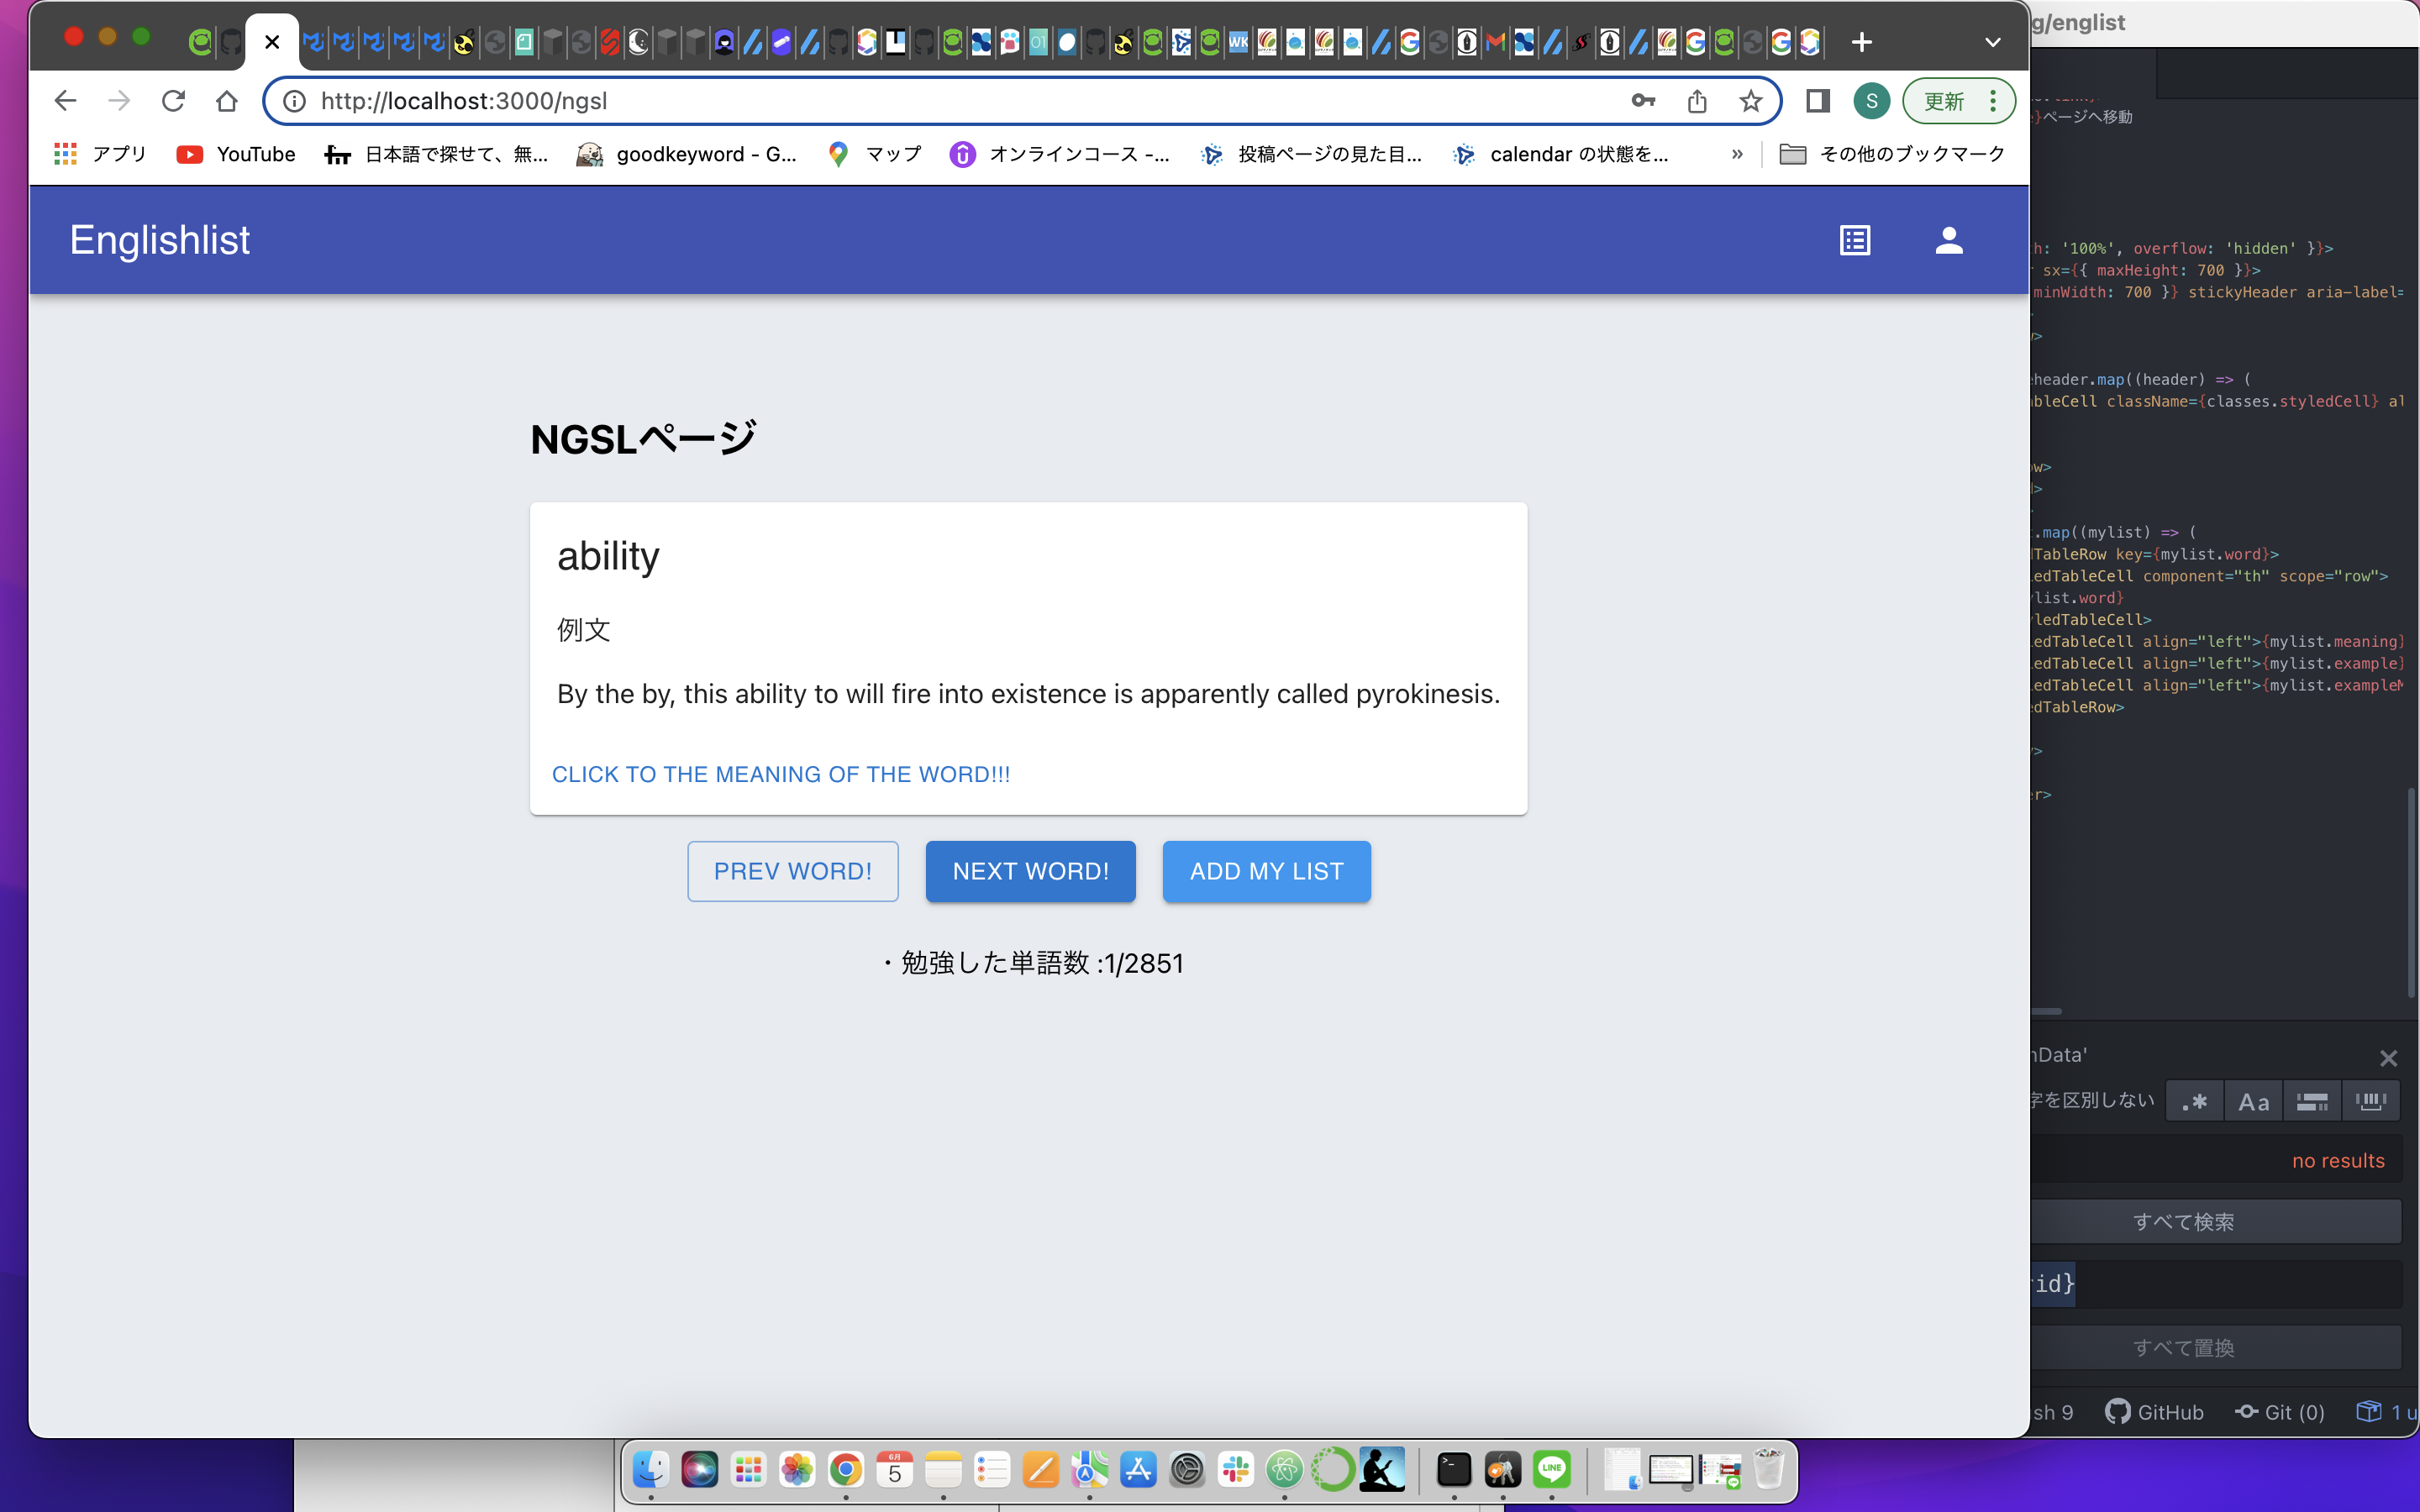 http://localhost:3000/ngsl
S
更新
アプリ
YouTube
日本語で探せて、無...
goodkeyword - G...
マップ
オンラインコース -...
投稿ページの見た目...
calendar の状態を...
»
その他のブックマーク
Englishlist
NGSLページ
ability
例文
By the by, this ability to will fire into existence is apparently called pyrokinesis.
CLICK TO THE MEANING OF THE WORD!!!
PREV WORD!
NEXT WORD!
ADD MY LIST
・勉強した単語数 :1/2851
g/englist
}ページへ移動
h: '100%', overflow: 'hidden' }}>
sx={{ maxHeight: 700 }}>
minWidth: 700 }} stickyHeader aria-label=
header.map((header) => (
bleCell className={classes.styledCell} al
ow>
.map((mylist) => (
TableRow key={mylist.word}>
edTableCell component="th" scope="row">
list.word}
ledTableCell>
edTableCell align="left">{mylist.meaning}
edTableCell align="left">{mylist.example}
edTableCell align="left">{mylist.exampleM
dTableRow>
r>
nData'
字を区別しない
.*
Aa
no results
すべて検索
id}
すべて置換
sh 9
GitHub
Git (0)
1 u
6月
5
LINE